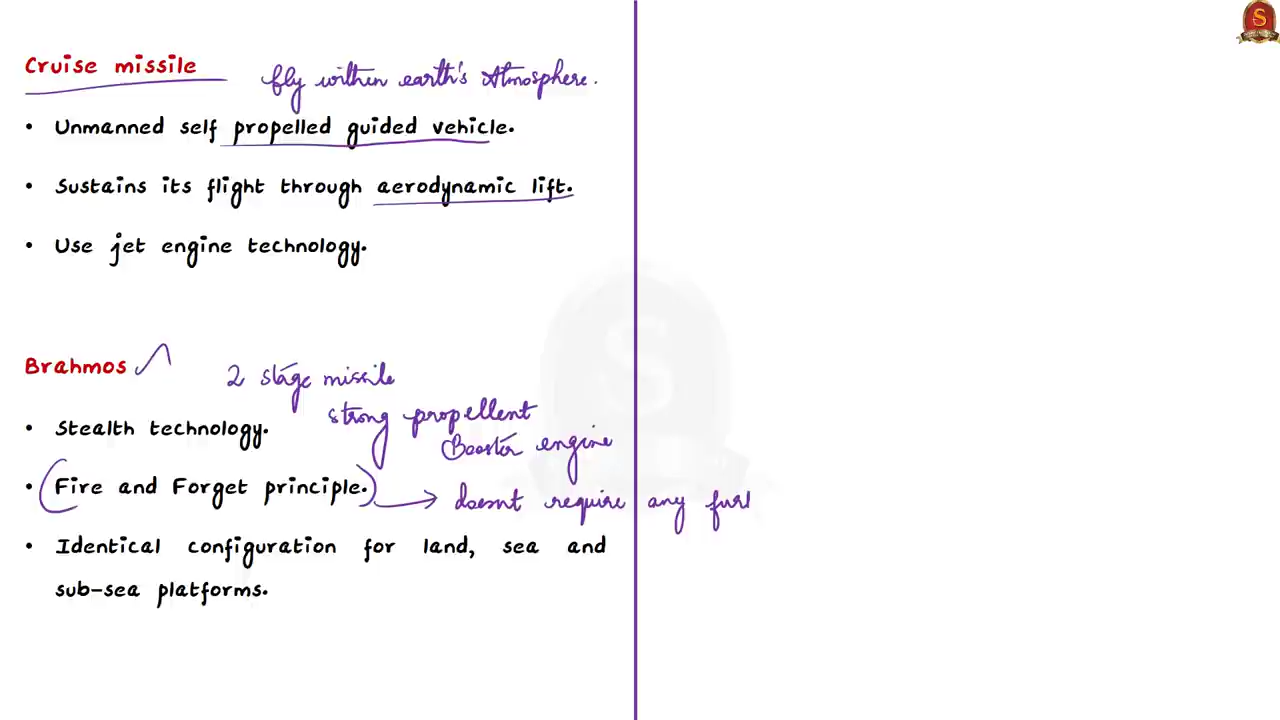 Cruise missile
fly within earth's Atmosphere.
• Unmanned self propelled guided vehicle.
• Sustains its flight through aerodynamic lift.
• Use jet engine technology.
Brahmos
2 stage missile
strong propellent
Booster engine
• Stealth technology.
• Fire and Forget principle.
doesnt require any
• Identical configuration for land, sea and
sub-sea platforms.
S
S